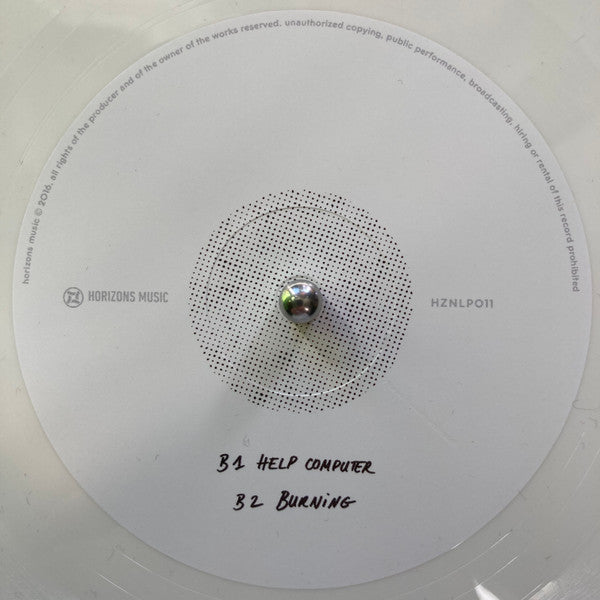 horizons music © 2016. all rights of the producer and of the owner of the works reserved. unauthorized copying, public performance, broadcasting, hiring or rental of this record prohibited
HORIZONS MUSIC
HZNLP011
B1 HELP COMPUTER
B2 BURNING